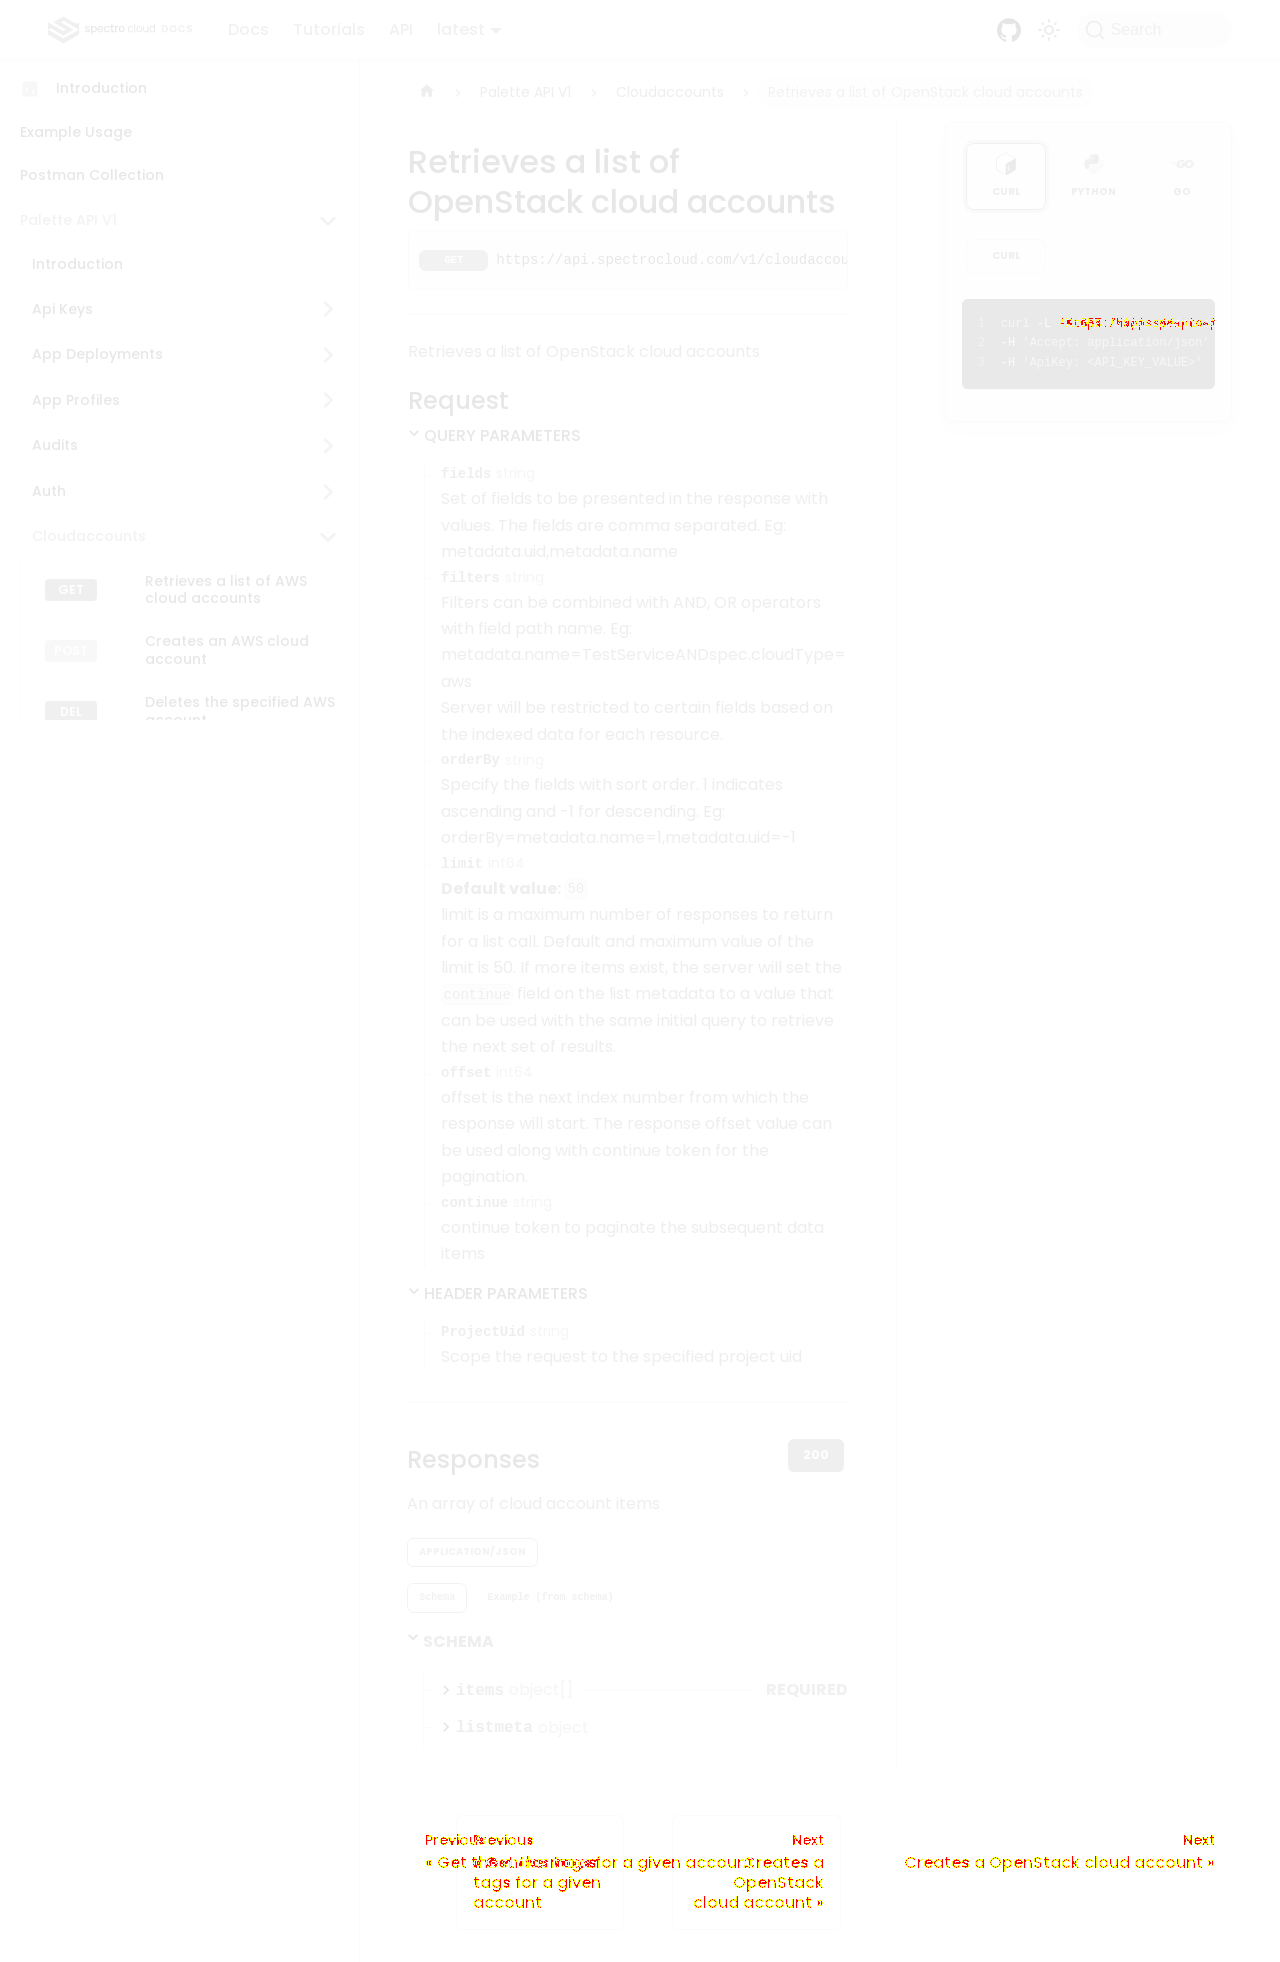 spectro cloud DOCS Docs Tutorials API latest Search
Introduction
Example Usage
Postman Collection
Palette API V1
Introduction
Api Keys
App Deployments
App Profiles
Audits
Auth
Cloudaccounts
GET Retrieves a list of AWS
cloud accounts
POST Creates an AWS cloud
account
DEL Deletes the specified AWS
account
Palette API V1 Cloudaccounts Retrieves a list of OpenStack cloud accounts
Retrieves a list of
OpenStack cloud accounts
GET https://api.spectrocloud.com/v1/cloudaccou
Retrieves a list of OpenStack cloud accounts
Request
QUERY PARAMETERS
fields string
Set of fields to be presented in the response with
values. The fields are comma separated. Eg:
metadata.uid,metadata.name
filters string
Filters can be combined with AND, OR operators
with field path name. Eg:
metadata.name=TestServiceANDspec.cloudType=
aws
Server will be restricted to certain fields based on
the indexed data for each resource.
orderBy string
Specify the fields with sort order. 1 indicates
ascending and -1 for descending. Eg:
orderBy=metadata.name=1,metadata.uid=-1
limit int64
Default value: 50
limit is a maximum number of responses to return
for a list call. Default and maximum value of the
limit is 50. If more items exist, the server will set the
continue field on the list metadata to a value that
can be used with the same initial query to retrieve
the next set of results.
offset int64
offset is the next index number from which the
response will start. The response offset value can
be used along with continue token for the
pagination.
continue string
continue token to paginate the subsequent data
items
HEADER PARAMETERS
ProjectUid string
Scope the request to the specified project uid
Responses
200
An array of cloud account items
APPLICATION/JSON
Schema Example (from schema)
SCHEMA
items object[] REQUIRED
listmeta object
CURL PYTHON GO
CURL
1 curl -L
2 -H 'Accept: application/json'
3 -H 'ApiKey: <API_KEY_VALUE>'
Previous Previous Next Next
for a given account Creates a Creates a OpenStack cloud account »
tags for a given OpenStack
account cloud account »